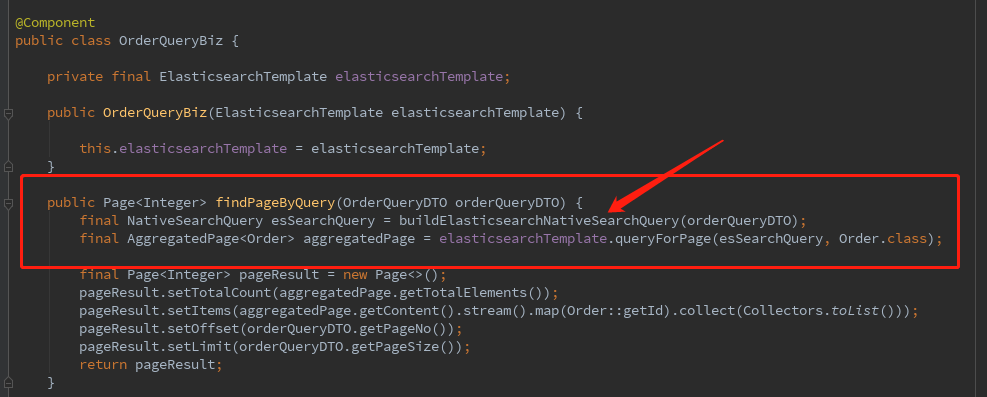 @Component
public class OrderQueryBiz {
private final ElasticsearchTemplate elasticsearchTemplate;
public OrderQueryBiz(ElasticsearchTemplate elasticsearchTemplate) {
this.elasticsearchTemplate = elasticsearchTemplate;
}
public Page<Integer> findPageByQuery(OrderQueryDTO orderQueryDTO) {
final NativeSearchQuery esSearchQuery = buildElasticsearchNativeSearchQuery(orderQueryDTO);
final AggregatedPage<Order> aggregatedPage = elasticsearchTemplate.queryForPage(esSearchQuery, Order.class);
final Page<Integer> pageResult = new Page<>();
pageResult.setTotalCount(aggregatedPage.getTotalElements());
pageResult.setItems(aggregatedPage.getContent().stream().map(Order::getId).collect(Collectors.toList()));
pageResult.setOffset(orderQueryDTO.getPageNo());
pageResult.setLimit(orderQueryDTO.getPageSize());
return pageResult;
}